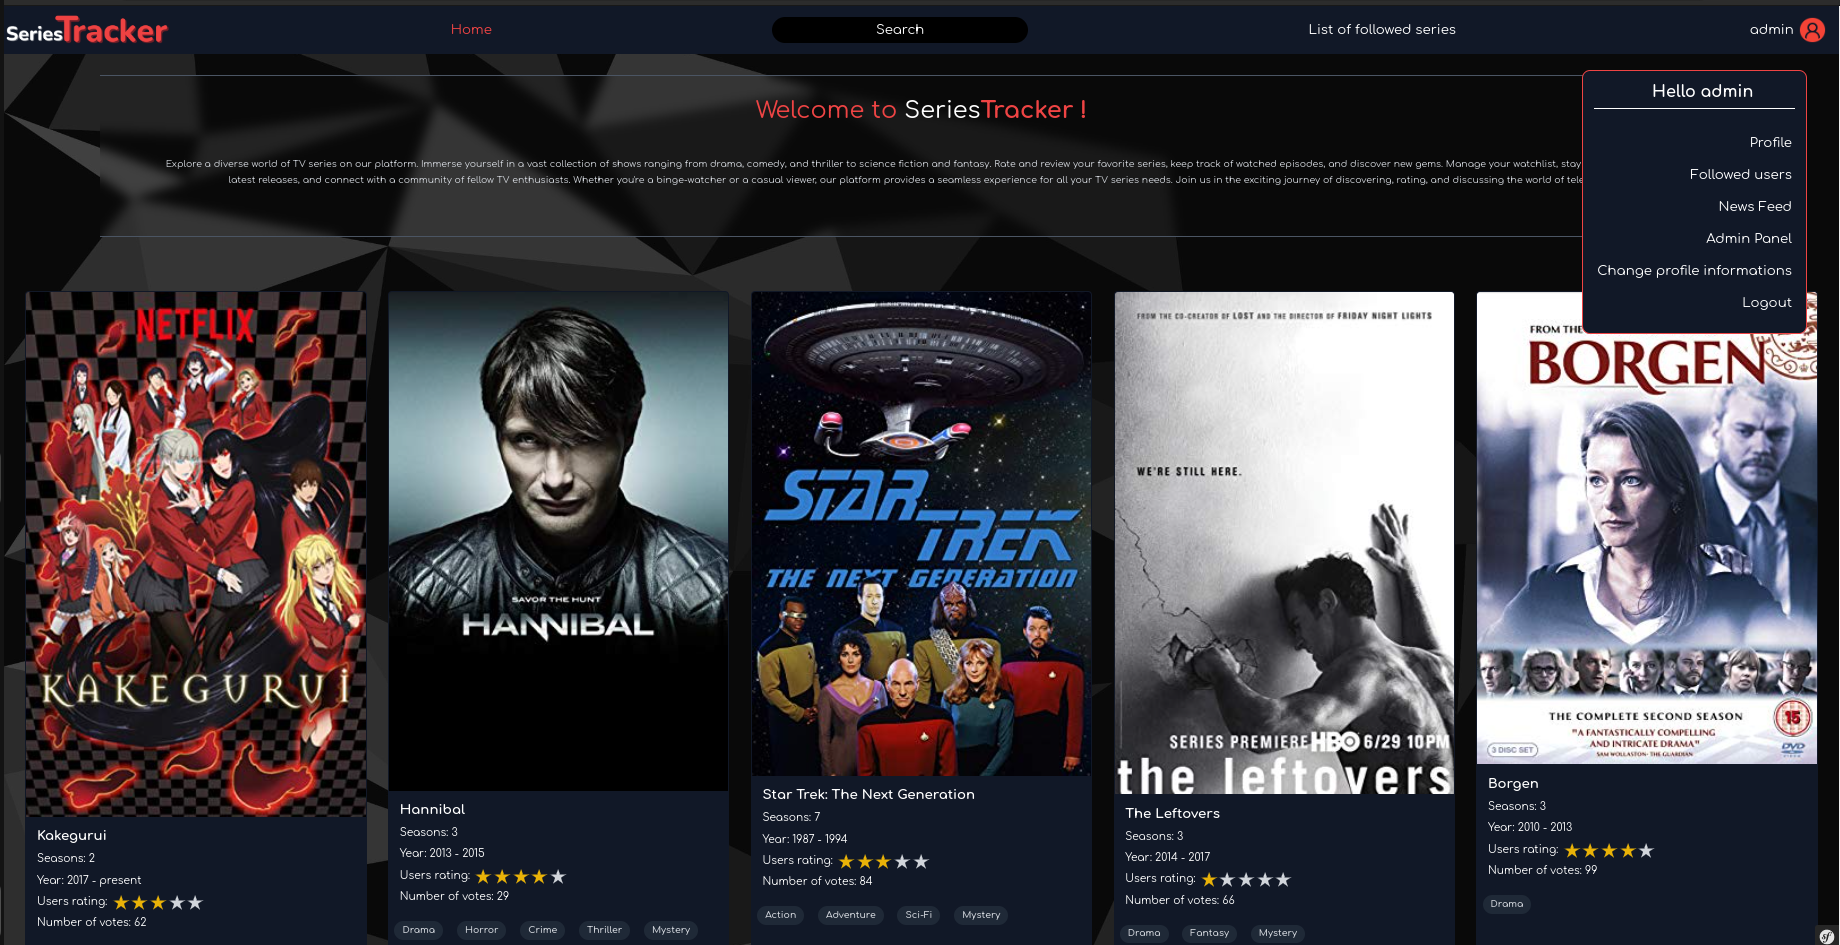 SeriesTracker
Home
Search
List of followed series
admin
Welcome to SeriesTracker !
Explore a diverse world of TV series on our platform. Immerse yourself in a vast collection of shows ranging from drama, comedy, and thriller to science fiction and fantasy. Rate and review your favorite series, keep track of watched episodes, and discover new gems. Manage your watchlist, stay
latest releases, and connect with a community of fellow TV enthusiasts. Whether you're a binge-watcher or a casual viewer, our platform provides a seamless experience for all your TV series needs. Join us in the exciting journey of discovering, rating, and discussing the world of tele
Hello admin
Profile
Followed users
News Feed
Admin Panel
Change profile informations
Logout
NETFLIX
KAKEGURUi
Kakegurui
Seasons: 2
Year: 2017 - present
Users rating:
Number of votes: 62
SAVOR THE HUNT
HANNIBAL
Hannibal
Seasons: 3
Year: 2013 - 2015
Users rating:
Number of votes: 29
Drama
Horror
Crime
Thriller
Mystery
STAR
TREK
THE NEXT GENERATION
Star Trek: The Next Generation
Seasons: 7
Year: 1987 - 1994
Users rating:
Number of votes: 84
Action
Adventure
Sci-Fi
Mystery
FROM THE CO-CREATOR OF LOST AND THE DIRECTOR OF FRIDAY NIGHT LIGHTS
WE'RE STILL HERE.
SERIES PREMIERE HBO 6/29 10PM
the leftovers
The Leftovers
Seasons: 3
Year: 2014 - 2017
Users rating:
Number of votes: 66
Drama
Fantasy
Mystery
FROM THE
BORGEN
THE COMPLETE SECOND SEASON
"A FANTASTICALLY COMPELLING
AND INTRICATE DRAMA"
SAM WOLLASTON - THE GUARDIAN
15
3 DISC SET
DVD
Borgen
Seasons: 3
Year: 2010 - 2013
Users rating:
Number of votes: 99
Drama
sf